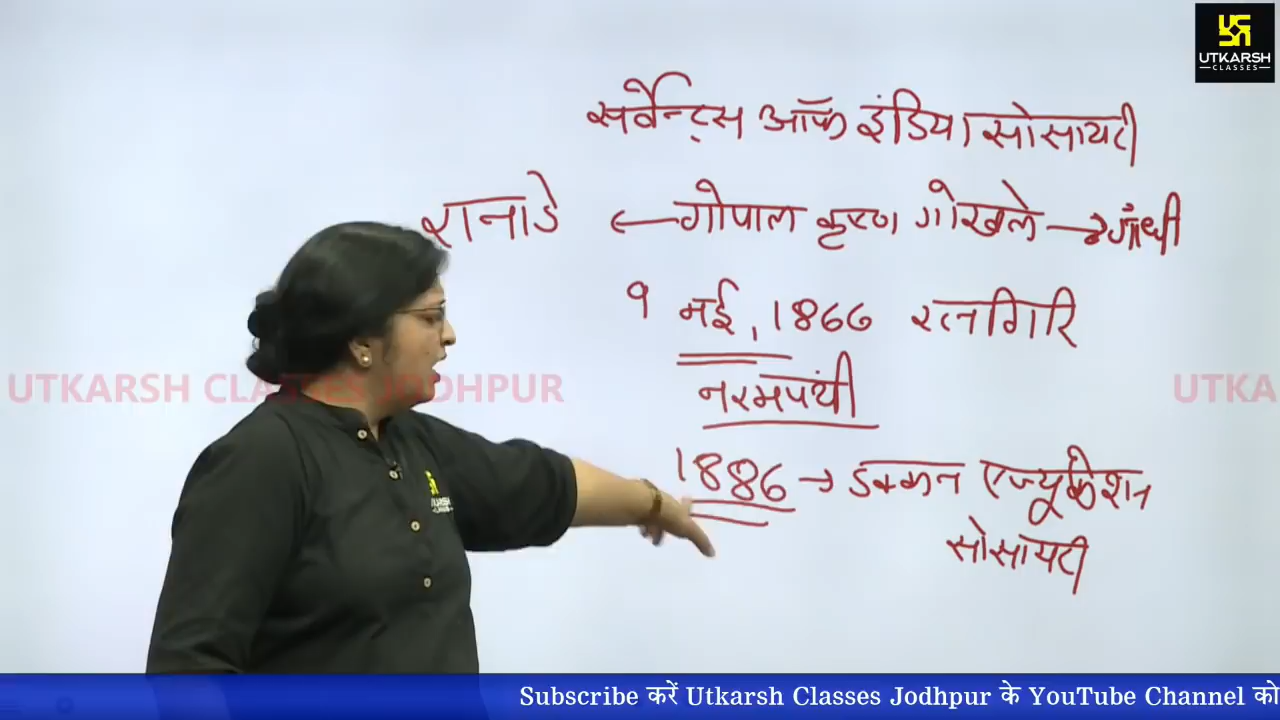 UTKARSH
CLASSES
सर्वेन्ट्स ऑफ इंडिया सोसायटी
रानाडे ← गोपाल कृष्ण गोखले → गाँधी
9 मई, 1866 रत्नागिरि
नरमपंथी
1886 → डक्कन एज्यूकेशन
सोसायटी
UTKARSH CLASSES JODHPUR
UTKA
Subscribe करें Utkarsh Classes Jodhpur के YouTube Channel को